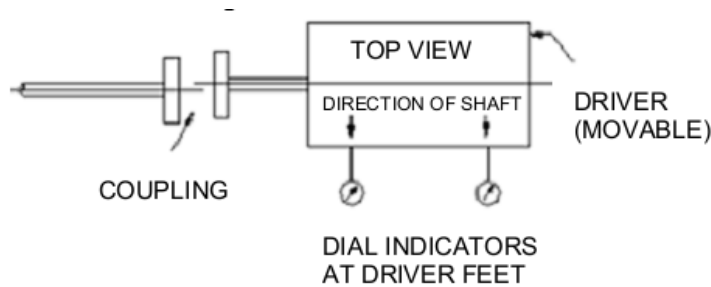 TOP VIEW
DIRECTION OF SHAFT
DRIVER
(MOVABLE)
COUPLING
DIAL INDICATORS
AT DRIVER FEET